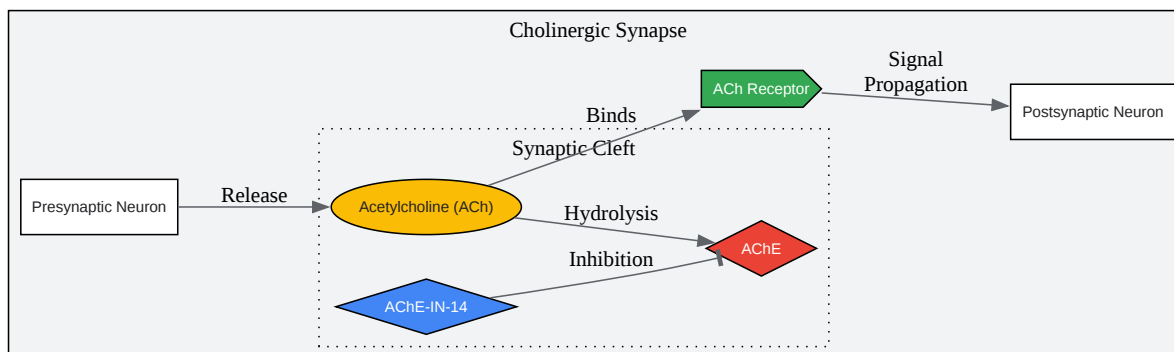 Cholinergic Synapse
Signal
Propagation
ACh Receptor
Postsynaptic Neuron
Binds
Synaptic Cleft
Presynaptic Neuron
Release
Acetylcholine (ACh)
Hydrolysis
AChE
Inhibition
AChE-IN-14